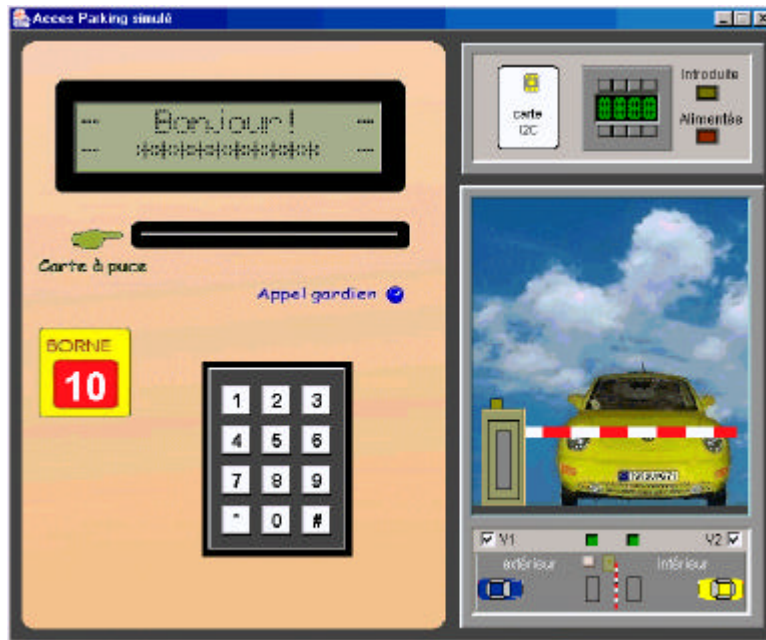 Acces Parking simulé
--- Bonjour! ---
--- ************ ---
Carte à puce
Appel gardien
BORNE
10
1 2 3
4 5 6
7 8 9
* 0 #
carte
I2C
Introduite
Alimentée
V1
V2
extérieur
intérieur